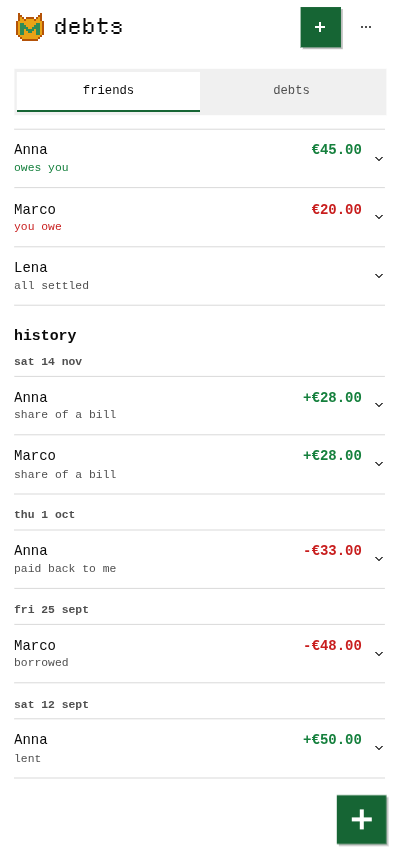 debts
+
...
friends
debts
Anna
€45.00
owes you
Marco
€20.00
you owe
Lena
all settled
history
sat 14 nov
Anna
+€28.00
share of a bill
Marco
+€28.00
share of a bill
thu 1 oct
Anna
-€33.00
paid back to me
fri 25 sept
Marco
-€48.00
borrowed
sat 12 sept
Anna
+€50.00
lent
+